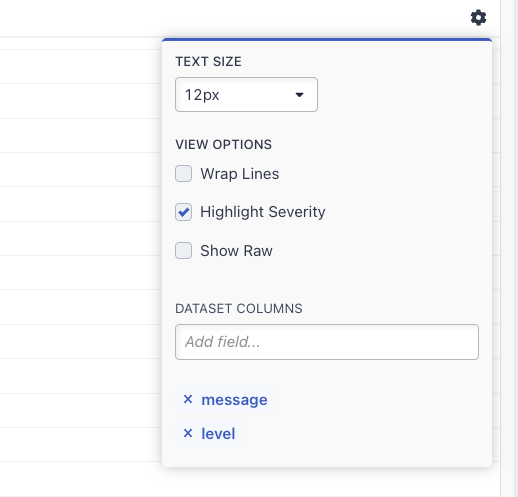 TEXT SIZE
12px
VIEW OPTIONS
Wrap Lines
Highlight Severity
Show Raw
DATASET COLUMNS
Add field...
× message
× level